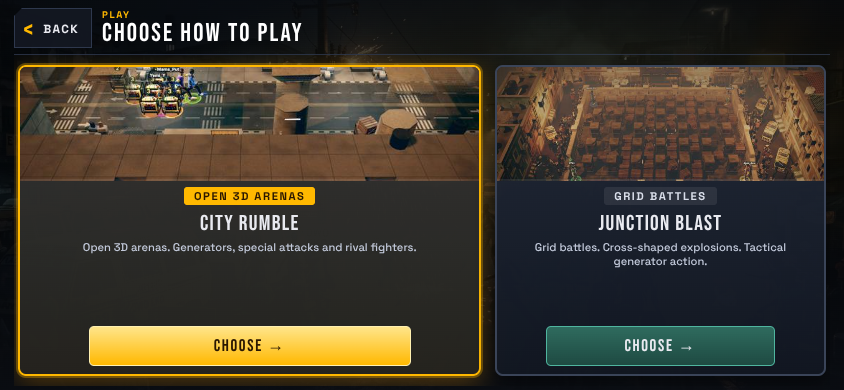 < BACK
PLAY
CHOOSE HOW TO PLAY
OPEN 3D ARENAS
CITY RUMBLE
Open 3D arenas. Generators, special attacks and rival fighters.
CHOOSE →
GRID BATTLES
JUNCTION BLAST
Grid battles. Cross-shaped explosions. Tactical
generator action.
CHOOSE →